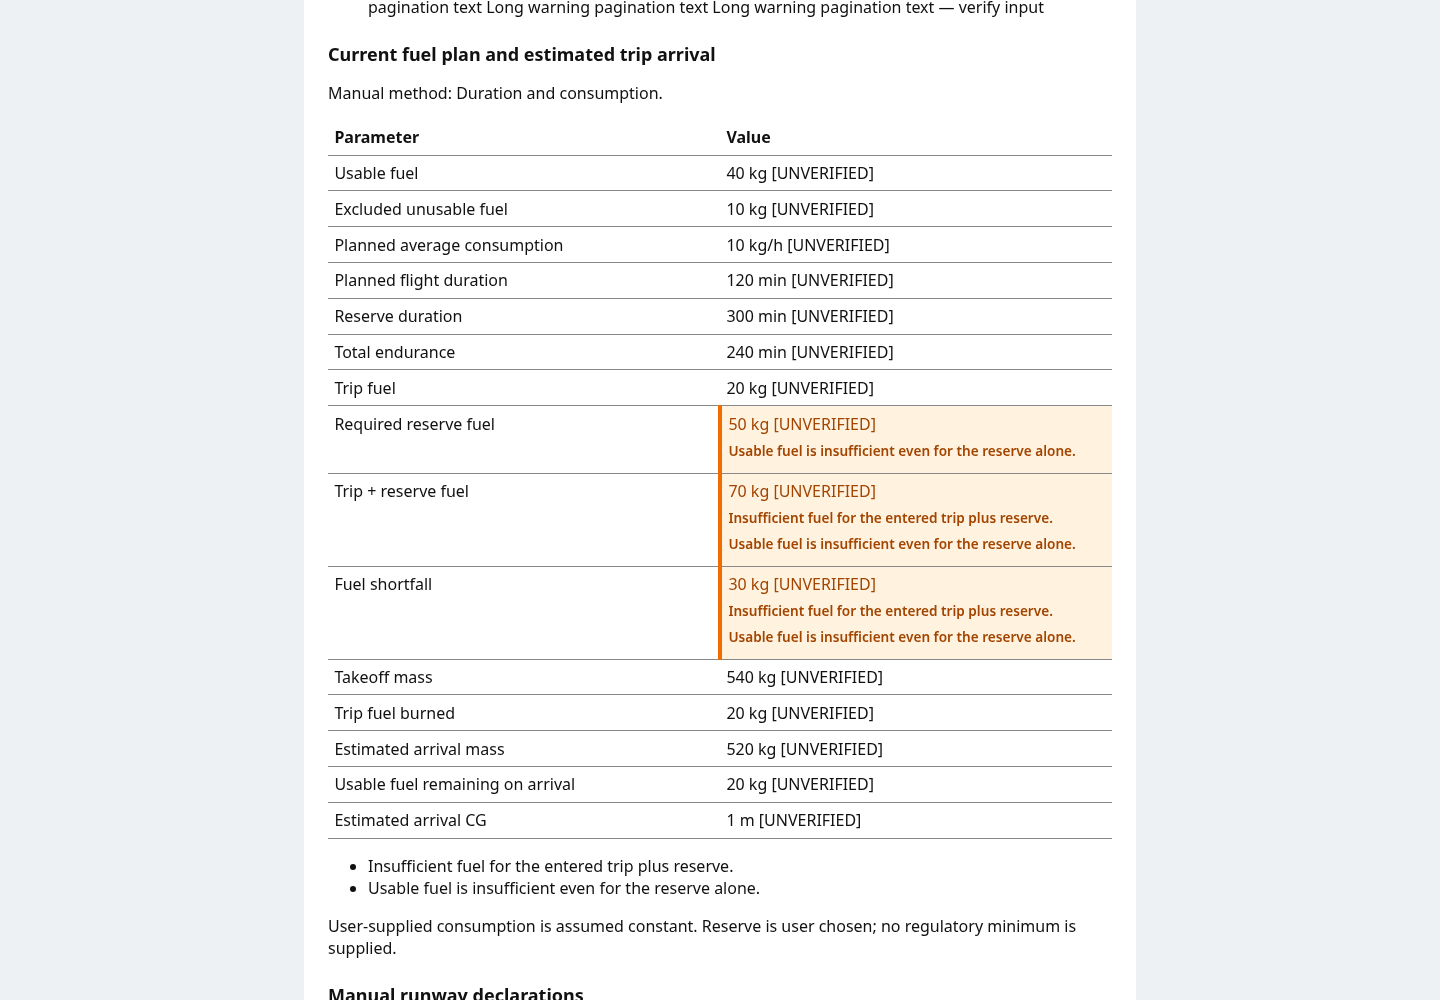 pagination text Long warning pagination text Long warning pagination text — verify input
Current fuel plan and estimated trip arrival
Manual method: Duration and consumption.
Parameter Value
Usable fuel 40 kg [UNVERIFIED]
Excluded unusable fuel 10 kg [UNVERIFIED]
Planned average consumption 10 kg/h [UNVERIFIED]
Planned flight duration 120 min [UNVERIFIED]
Reserve duration 300 min [UNVERIFIED]
Total endurance 240 min [UNVERIFIED]
Trip fuel 20 kg [UNVERIFIED]
Required reserve fuel 50 kg [UNVERIFIED]
Usable fuel is insufficient even for the reserve alone.
Trip + reserve fuel 70 kg [UNVERIFIED]
Insufficient fuel for the entered trip plus reserve.
Usable fuel is insufficient even for the reserve alone.
Fuel shortfall 30 kg [UNVERIFIED]
Insufficient fuel for the entered trip plus reserve.
Usable fuel is insufficient even for the reserve alone.
Takeoff mass 540 kg [UNVERIFIED]
Trip fuel burned 20 kg [UNVERIFIED]
Estimated arrival mass 520 kg [UNVERIFIED]
Usable fuel remaining on arrival 20 kg [UNVERIFIED]
Estimated arrival CG 1 m [UNVERIFIED]
• Insufficient fuel for the entered trip plus reserve.
• Usable fuel is insufficient even for the reserve alone.
User-supplied consumption is assumed constant. Reserve is user chosen; no regulatory minimum is
supplied.
Manual runway declarations